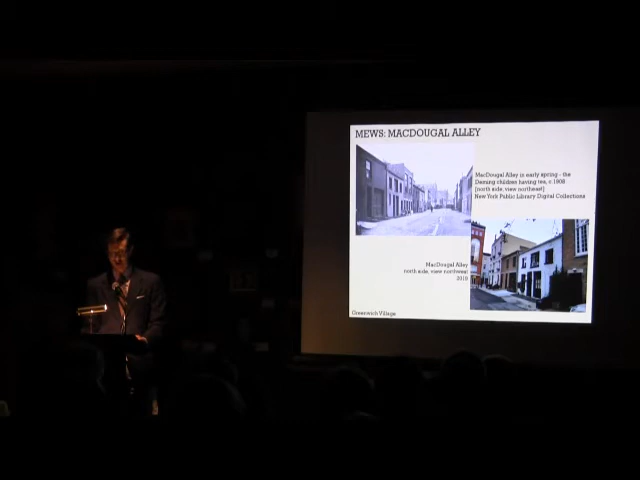 MEWS: MACDOUGAL ALLEY
MacDougal Alley in early spring - the
Deming children having tea, c 1908
[north side, view northeast]
New York Public Library Digital Collections
MacDougal Alley
north side, view northwest
2019
Greenwich Village